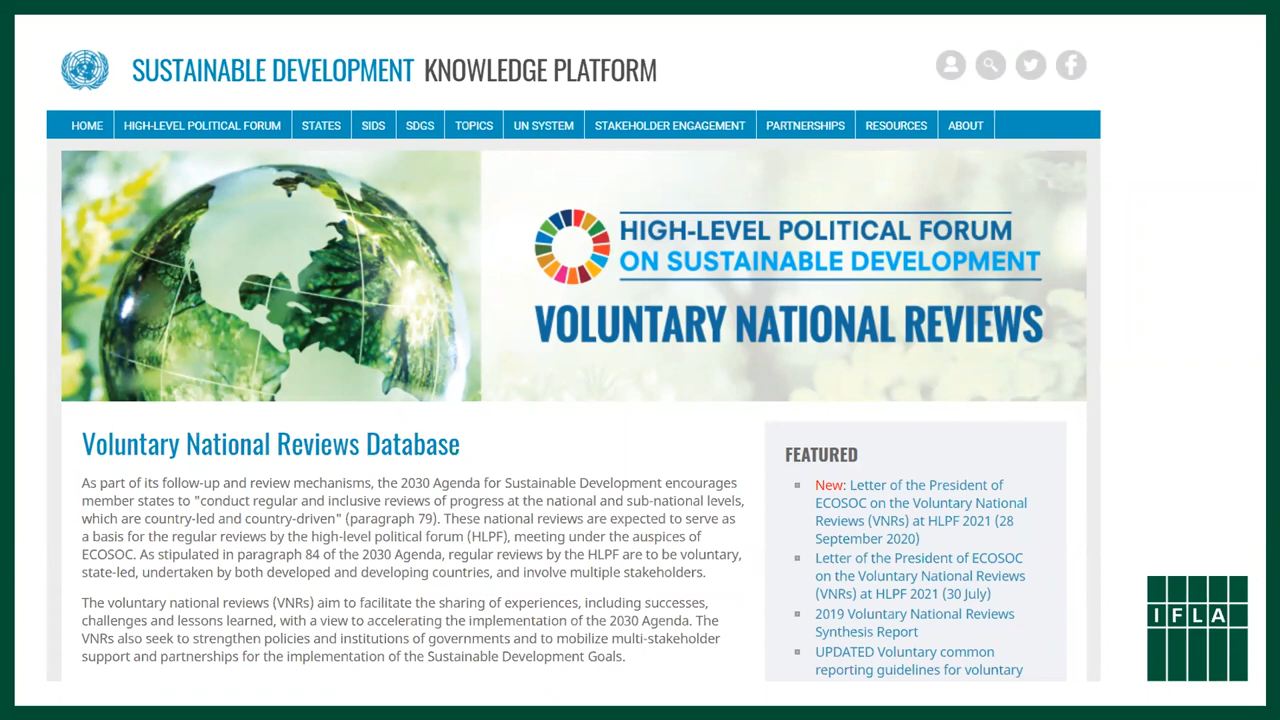 SUSTAINABLE DEVELOPMENT KNOWLEDGE PLATFORM
HOME HIGH-LEVEL POLITICAL FORUM STATES SIDS SDGS TOPICS UN SYSTEM STAKEHOLDER ENGAGEMENT PARTNERSHIPS RESOURCES ABOUT
HIGH-LEVEL POLITICAL FORUM
ON SUSTAINABLE DEVELOPMENT
VOLUNTARY NATIONAL REVIEWS
Voluntary National Reviews Database
As part of its follow-up and review mechanisms, the 2030 Agenda for Sustainable Development encourages
member states to "conduct regular and inclusive reviews of progress at the national and sub-national levels,
which are country-led and country-driven" (paragraph 79). These national reviews are expected to serve as
a basis for the regular reviews by the high-level political forum (HLPF), meeting under the auspices of
ECOSOC. As stipulated in paragraph 84 of the 2030 Agenda, regular reviews by the HLPF are to be voluntary,
state-led, undertaken by both developed and developing countries, and involve multiple stakeholders.
The voluntary national reviews (VNRs) aim to facilitate the sharing of experiences, including successes,
challenges and lessons learned, with a view to accelerating the implementation of the 2030 Agenda. The
VNRs also seek to strengthen policies and institutions of governments and to mobilize multi-stakeholder
support and partnerships for the implementation of the Sustainable Development Goals.
FEATURED
New: Letter of the President of
ECOSOC on the Voluntary National
Reviews (VNRs) at HLPF 2021 (28
September 2020)
Letter of the President of ECOSOC
on the Voluntary National Reviews
(VNRs) at HLPF 2021 (30 July)
2019 Voluntary National Reviews
Synthesis Report
UPDATED Voluntary common
reporting guidelines for voluntary
IFLA